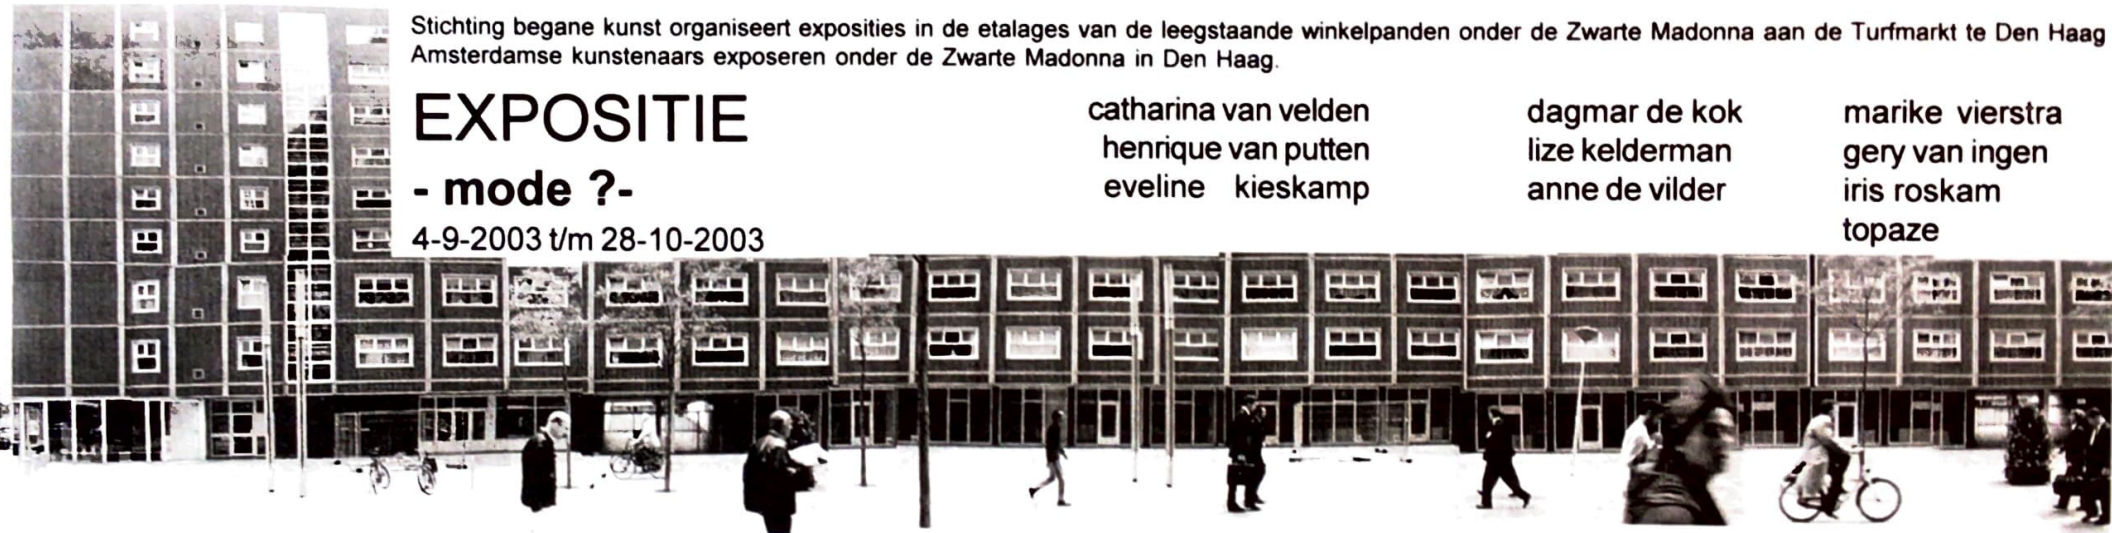 Stichting begane kunst organiseert exposities in de etalages van de leegstaande winkelpanden onder de Zwarte Madonna aan de Turfmarkt te Den Haag
Amsterdamse kunstenaars exposeren onder de Zwarte Madonna in Den Haag.
EXPOSITIE
- mode ?-
4-9-2003 t/m 28-10-2003
catharina van velden
henrique van putten
eveline kieskamp
dagmar de kok
lize kelderman
anne de vilder
marike vierstra
gery van ingen
iris roskam
topaze